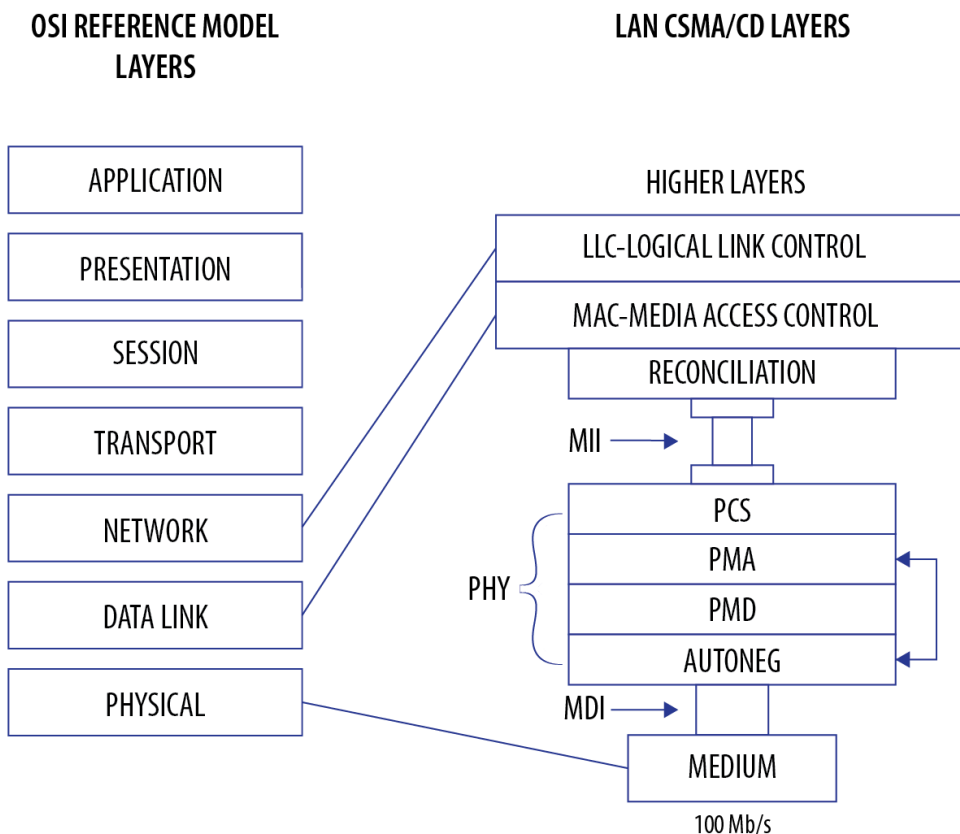 OSI REFERENCE MODEL
LAYERS
APPLICATION
PRESENTATION
SESSION
TRANSPORT
NETWORK
DATA LINK
PHYSICAL
LAN CSMA/CD LAYERS
HIGHER LAYERS
LLC-LOGICAL LINK CONTROL
MAC-MEDIA ACCESS CONTROL
RECONCILIATION
MII
PCS
PMA
PHY
PMD
AUTONEG
MDI
MEDIUM
100 Mb/s